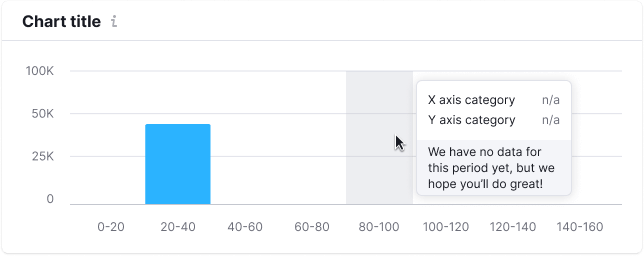 Chart title i
100K
50K
25K
0
X axis category n/a
Y axis category n/a
We have no data for
this period yet, but we
hope you'll do great!
0-20 20-40 40-60 60-80 80-100 100-120 120-140 140-160